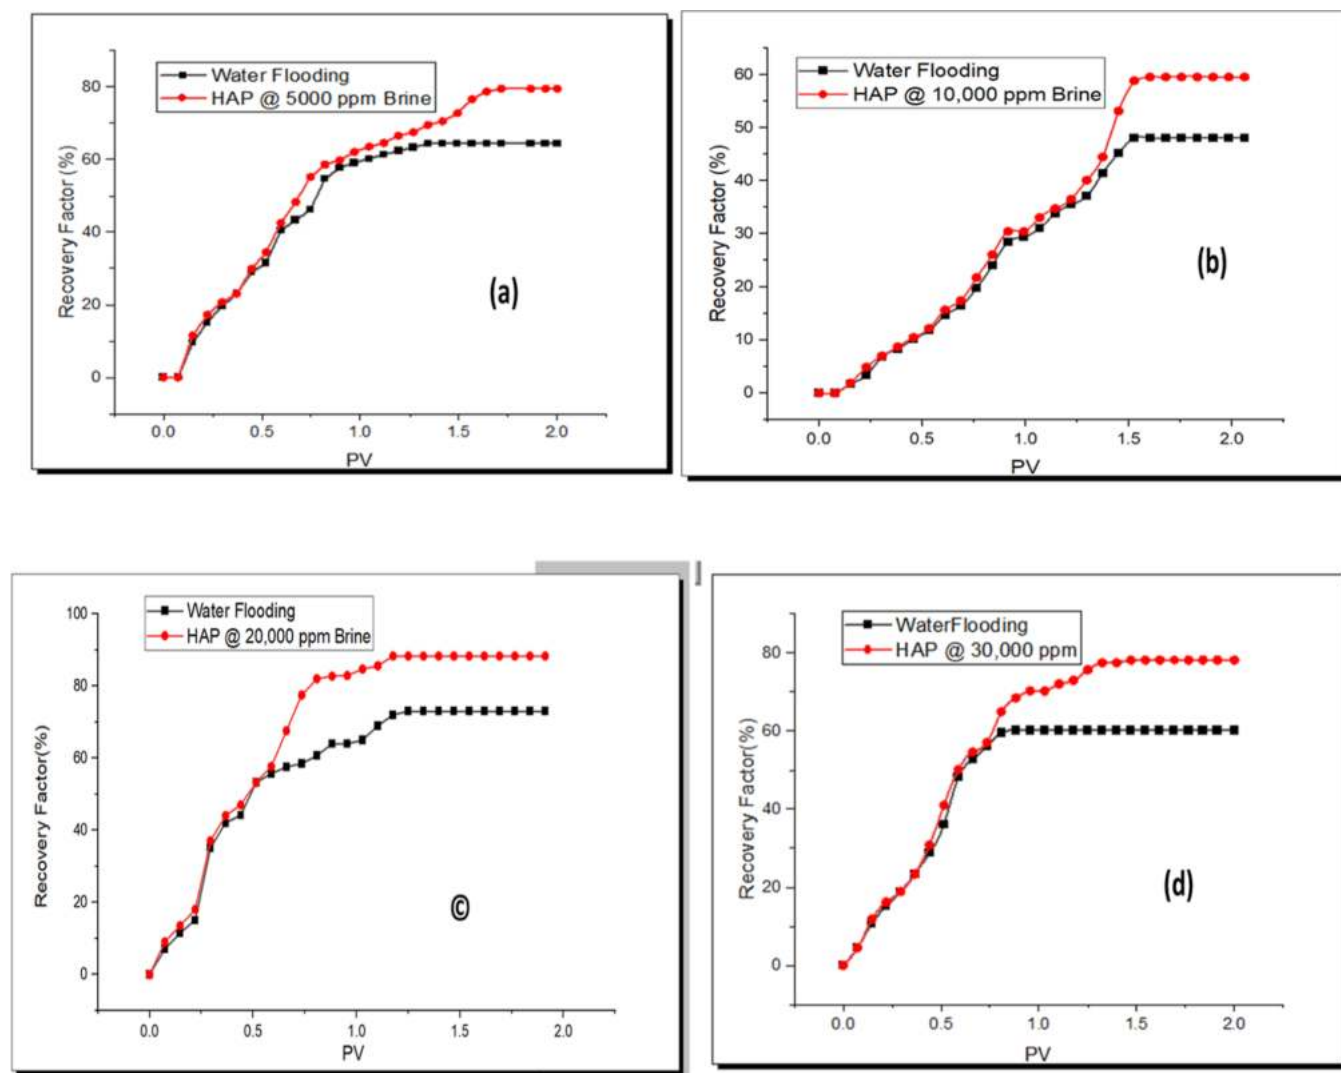 Water Flooding
HAP @ 5000 ppm Brine
80
60
40
20
0
Recovery Factor (%)
(a)
0.0 0.5 1.0 1.5 2.0
PV
Water Flooding
HAP @ 10,000 ppm Brine
60
50
40
30
20
10
0
Recovery Factor (%)
(b)
0.0 0.5 1.0 1.5 2.0
PV
Water Flooding
HAP @ 20,000 ppm Brine
100
80
60
40
20
0
Recovery Factor(%)
©
0.0 0.5 1.0 1.5 2.0
PV
WaterFlooding
HAP @ 30,000 ppm
80
60
40
20
0
Recovery Factor(%)
(d)
0.0 0.5 1.0 1.5 2.0
PV